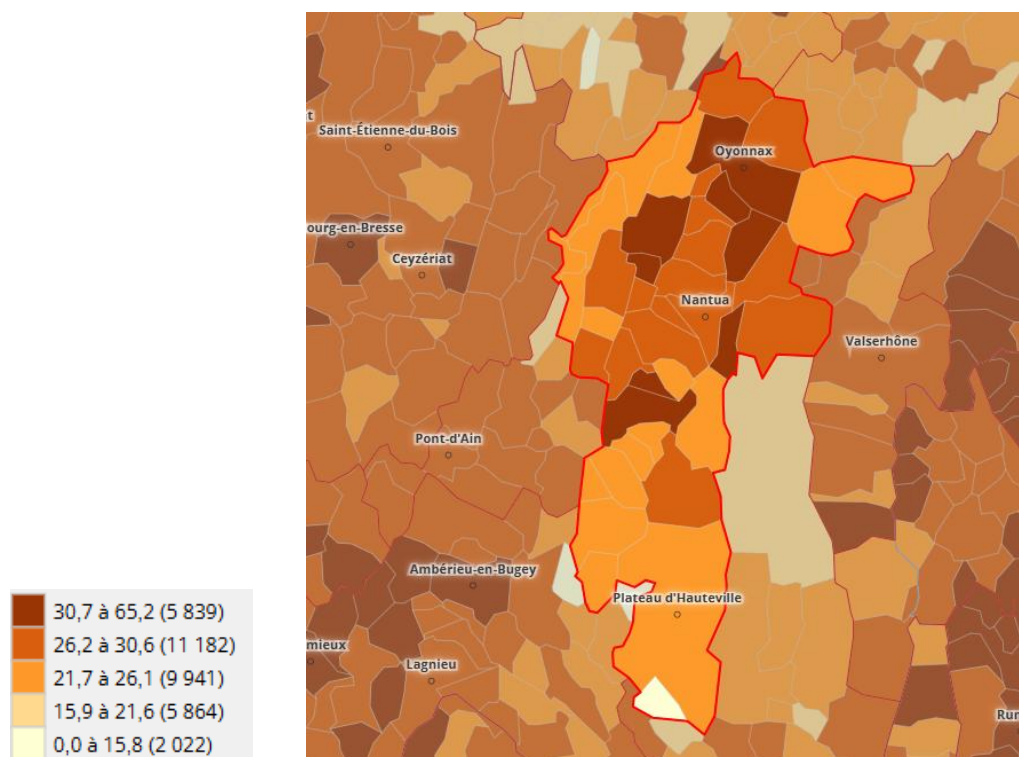 t
Saint-Étienne-du-Bois
Oyonnax
ourg-en-Bresse
Ceyzériat
Nantua
Valserhône
Pont-d'Ain
Ambérieu-en-Bugey
Plateau d'Hauteville
mieux
Lagnieu
Rur
30,7 à 65,2 (5 839)
26,2 à 30,6 (11 182)
21,7 à 26,1 (9 941)
15,9 à 21,6 (5 864)
0,0 à 15,8 (2 022)